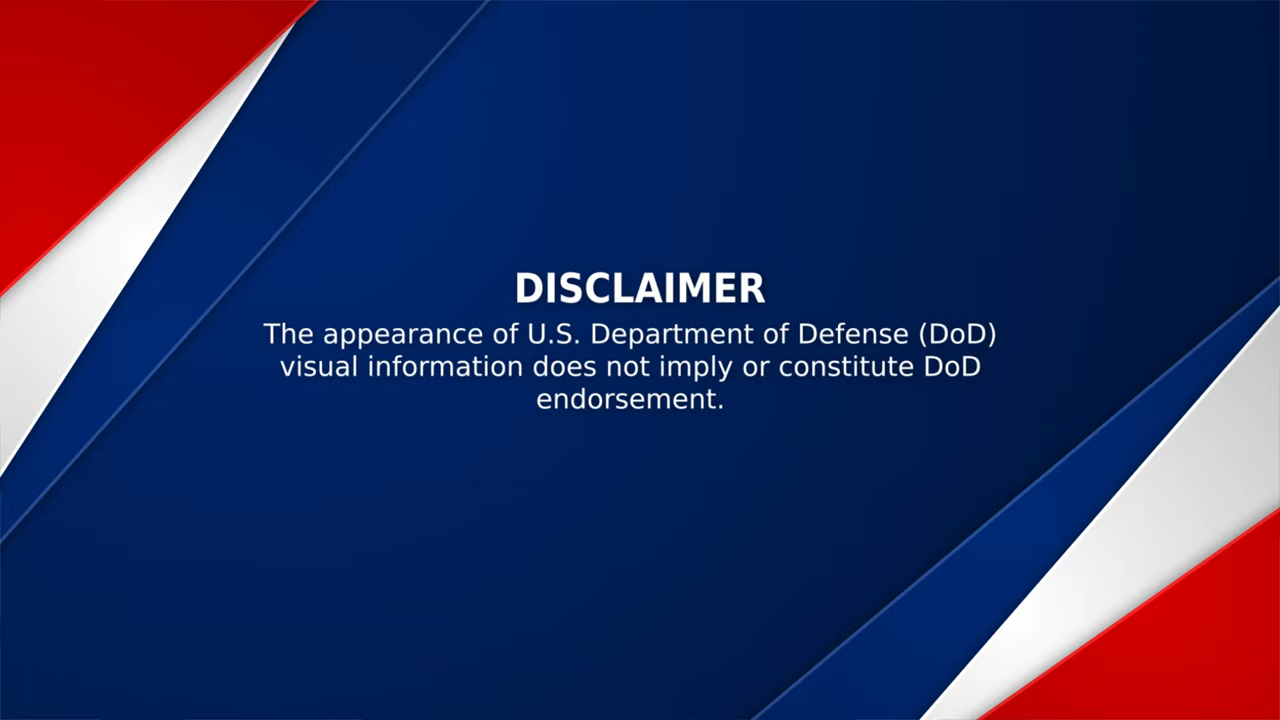 DISCLAIMER
The appearance of U.S. Department of Defense (DoD)
visual information does not imply or constitute DoD
endorsement.